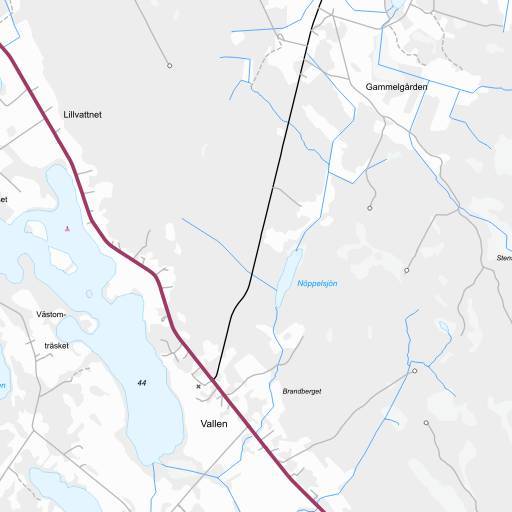 Gammelgården
Lillvattnet
Nöppelsjön
Västom-
träsket
44
Brandberget
Vallen